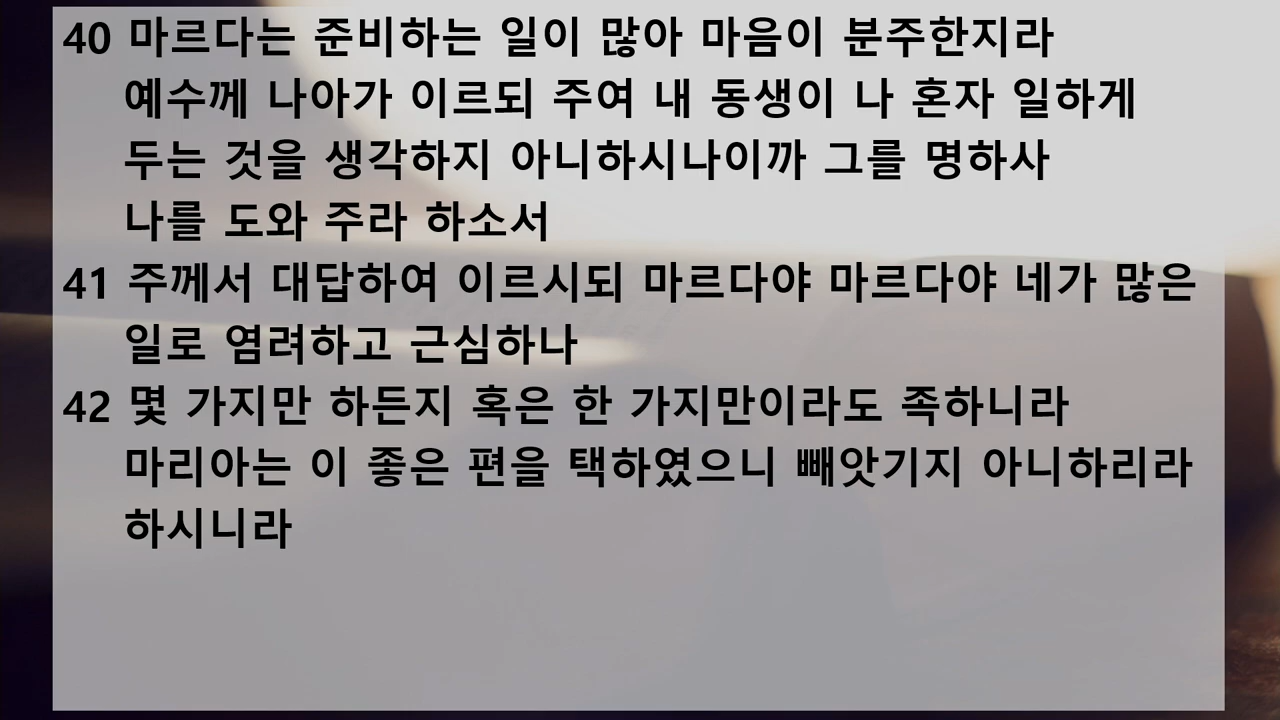 40 마르다는 준비하는 일이 많아 마음이 분주한지라
예수께 나아가 이르되 주여 내 동생이 나 혼자 일하게
두는 것을 생각하지 아니하시나이까 그를 명하사
나를 도와 주라 하소서
41 주께서 대답하여 이르시되 마르다야 마르다야 네가 많은
일로 염려하고 근심하나
42 몇 가지만 하든지 혹은 한 가지만이라도 족하니라
마리아는 이 좋은 편을 택하였으니 빼앗기지 아니하리라
하시니라